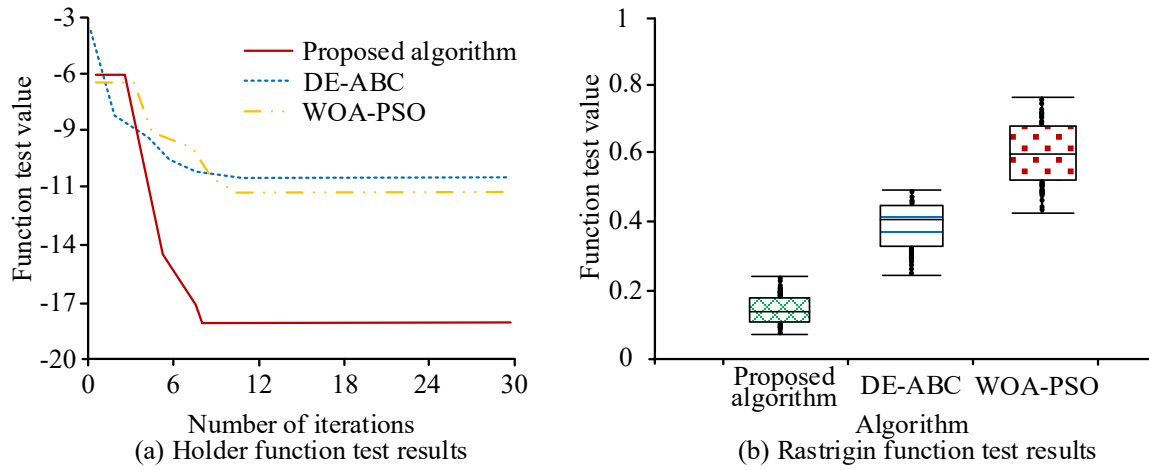 -3
-6
-9
-11
-14
-17
-20
0
6
12
18
24
30
Function test value
Proposed algorithm
DE-ABC
WOA-PSO
Number of iterations
(a) Holder function test results
1
0.8
0.6
0.4
0.2
0
Function test value
Proposed
algorithm
DE-ABC
WOA-PSO
Algorithm
(b) Rastrigin function test results